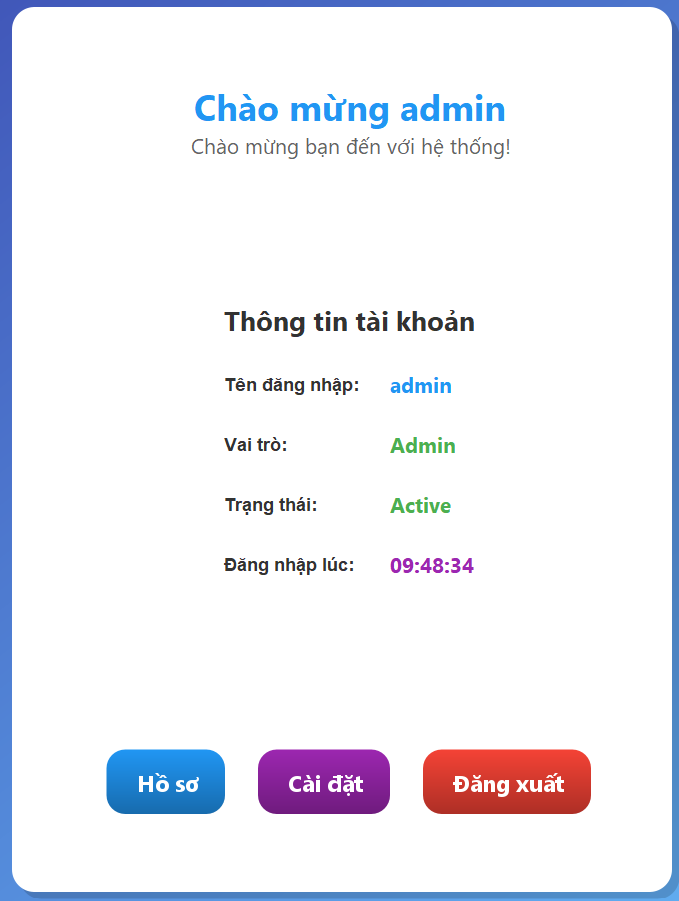 Chào mừng admin
Chào mừng bạn đến với hệ thống!
Thông tin tài khoản
Tên đăng nhập: admin
Vai trò: Admin
Trạng thái: Active
Đăng nhập lúc: 09:48:34
Hồ sơ Cài đặt Đăng xuất